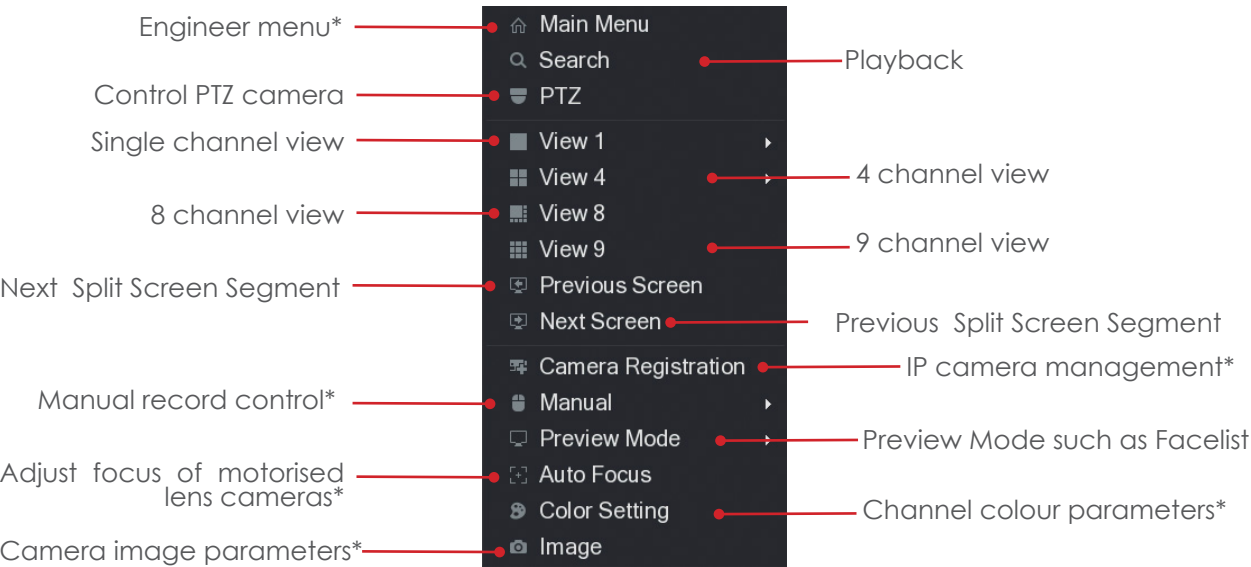 Engineer menu*
Main Menu
Search
Playback
Control PTZ camera
PTZ
Single channel view
View 1
View 4
4 channel view
8 channel view
View 8
View 9
9 channel view
Next Split Screen Segment
Previous Screen
Next Screen
Previous Split Screen Segment
Camera Registration
IP camera management*
Manual record control*
Manual
Preview Mode
Preview Mode such as Facelist
Adjust focus of motorised
lens cameras*
Auto Focus
Color Setting
Channel colour parameters*
Camera image parameters*
Image